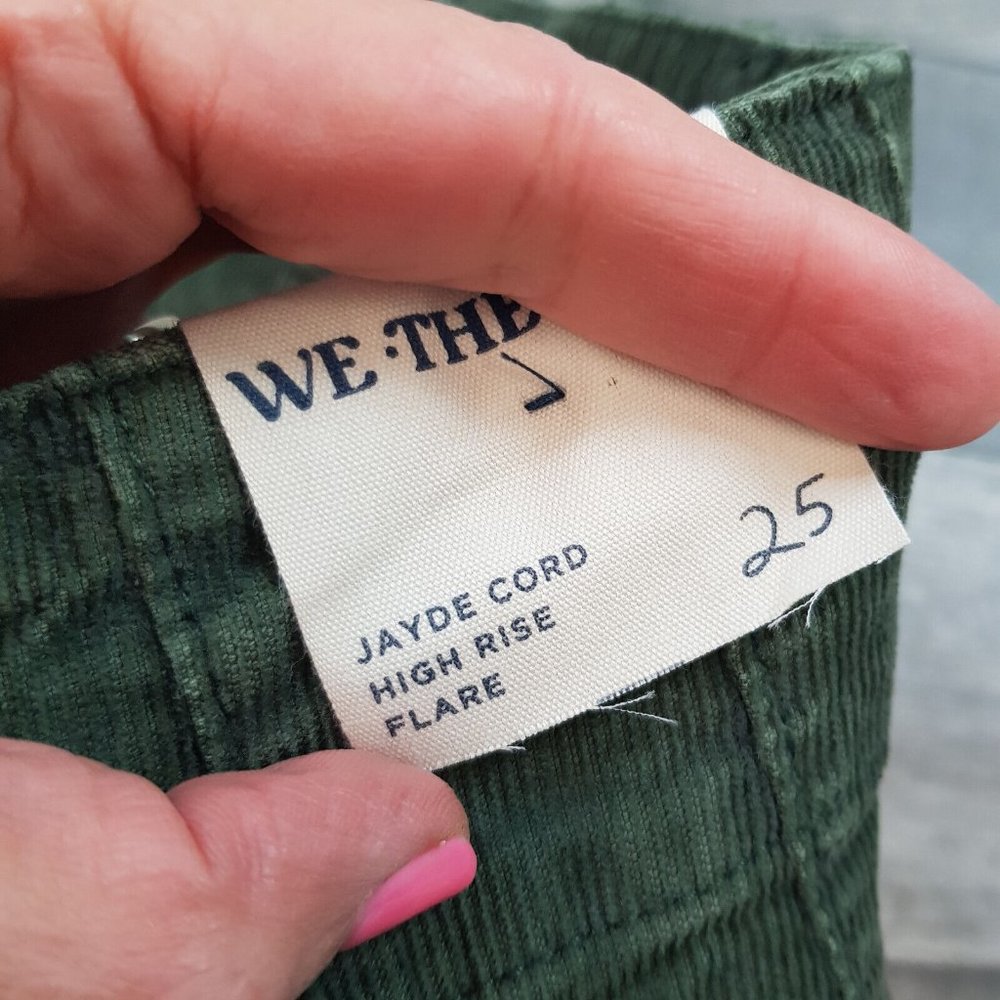 WE·THE
JAYDE CORD
HIGH RISE
FLARE
25